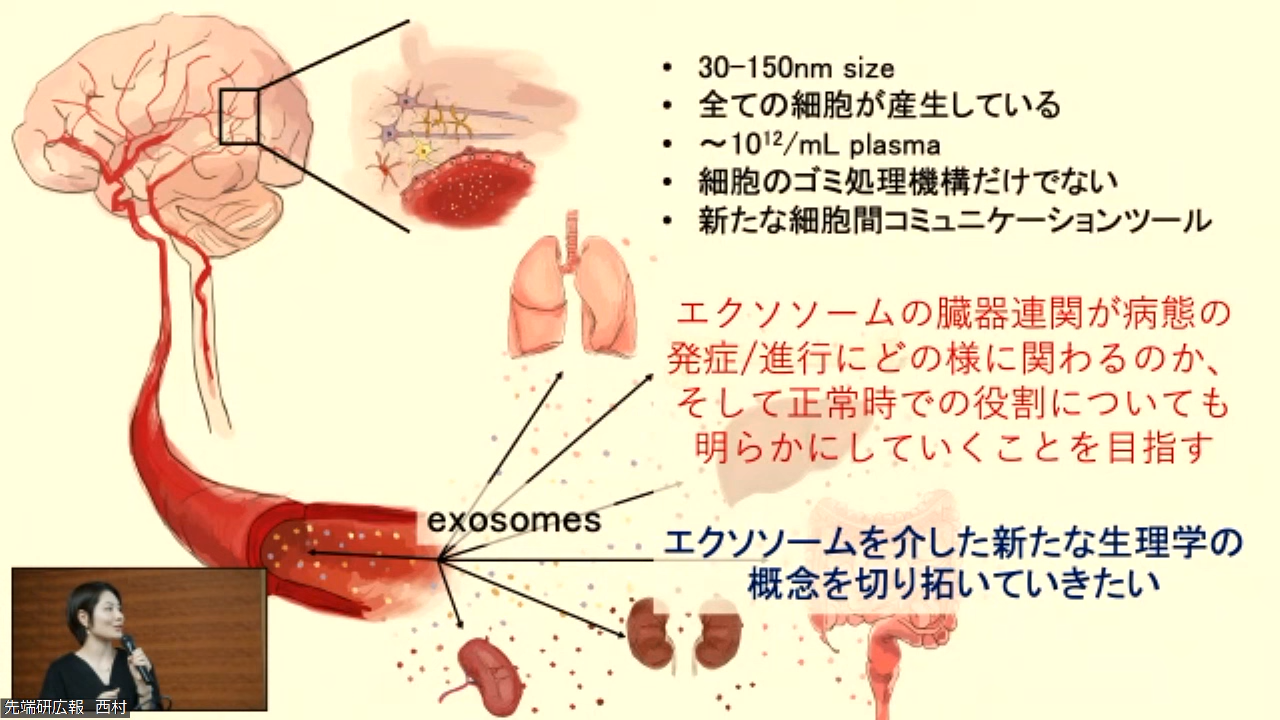 • 30-150nm size
• 全ての細胞が産生している
• ～10¹²/mL plasma
• 細胞のゴミ処理機構だけでない
• 新たな細胞間コミュニケーションツール
エクソソームの臓器連関が病態の
発症/進行にどの様に関わるのか、
そして正常時での役割についても
明らかにしていくことを目指す
exosomes
エクソソームを介した新たな生理学の
概念を切り拓いていきたい
先端研広報 西村